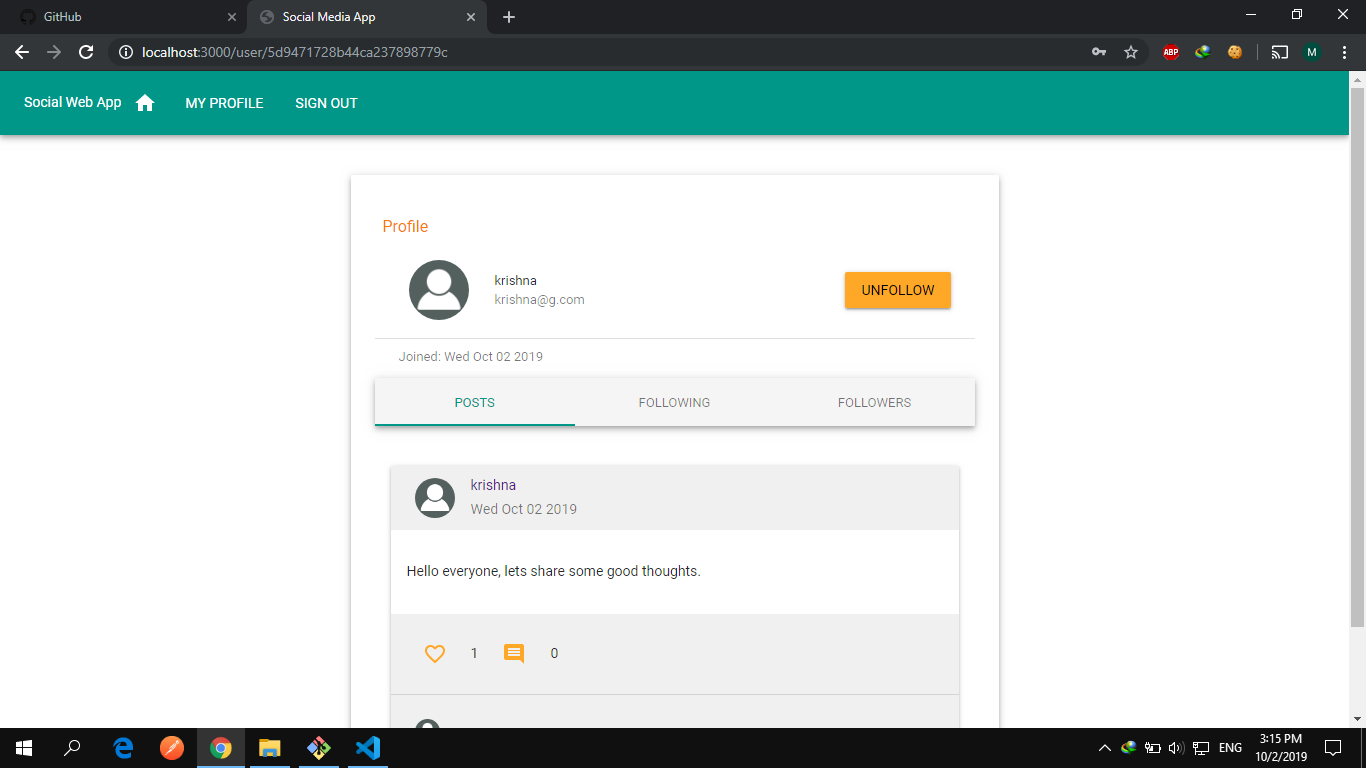 GitHub
Social Media App
localhost:3000/user/5d9471728b44ca237898779c
ABP
M
Social Web App
MY PROFILE
SIGN OUT
Profile
krishna
krishna@g.com
UNFOLLOW
Joined: Wed Oct 02 2019
POSTS
FOLLOWING
FOLLOWERS
krishna
Wed Oct 02 2019
Hello everyone, lets share some good thoughts.
1
0
ENG
3:15 PM
10/2/2019